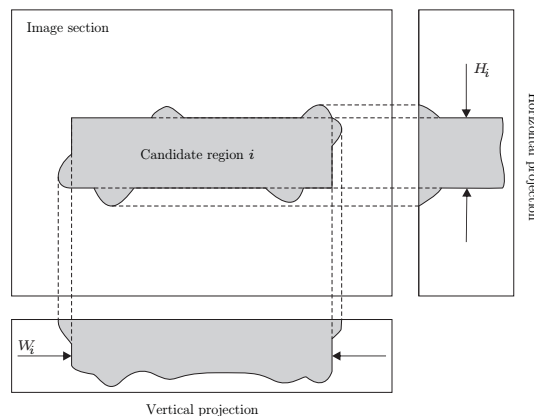 Image section
H_i
Candidate region i
Horizontal projection
W_i
Vertical projection